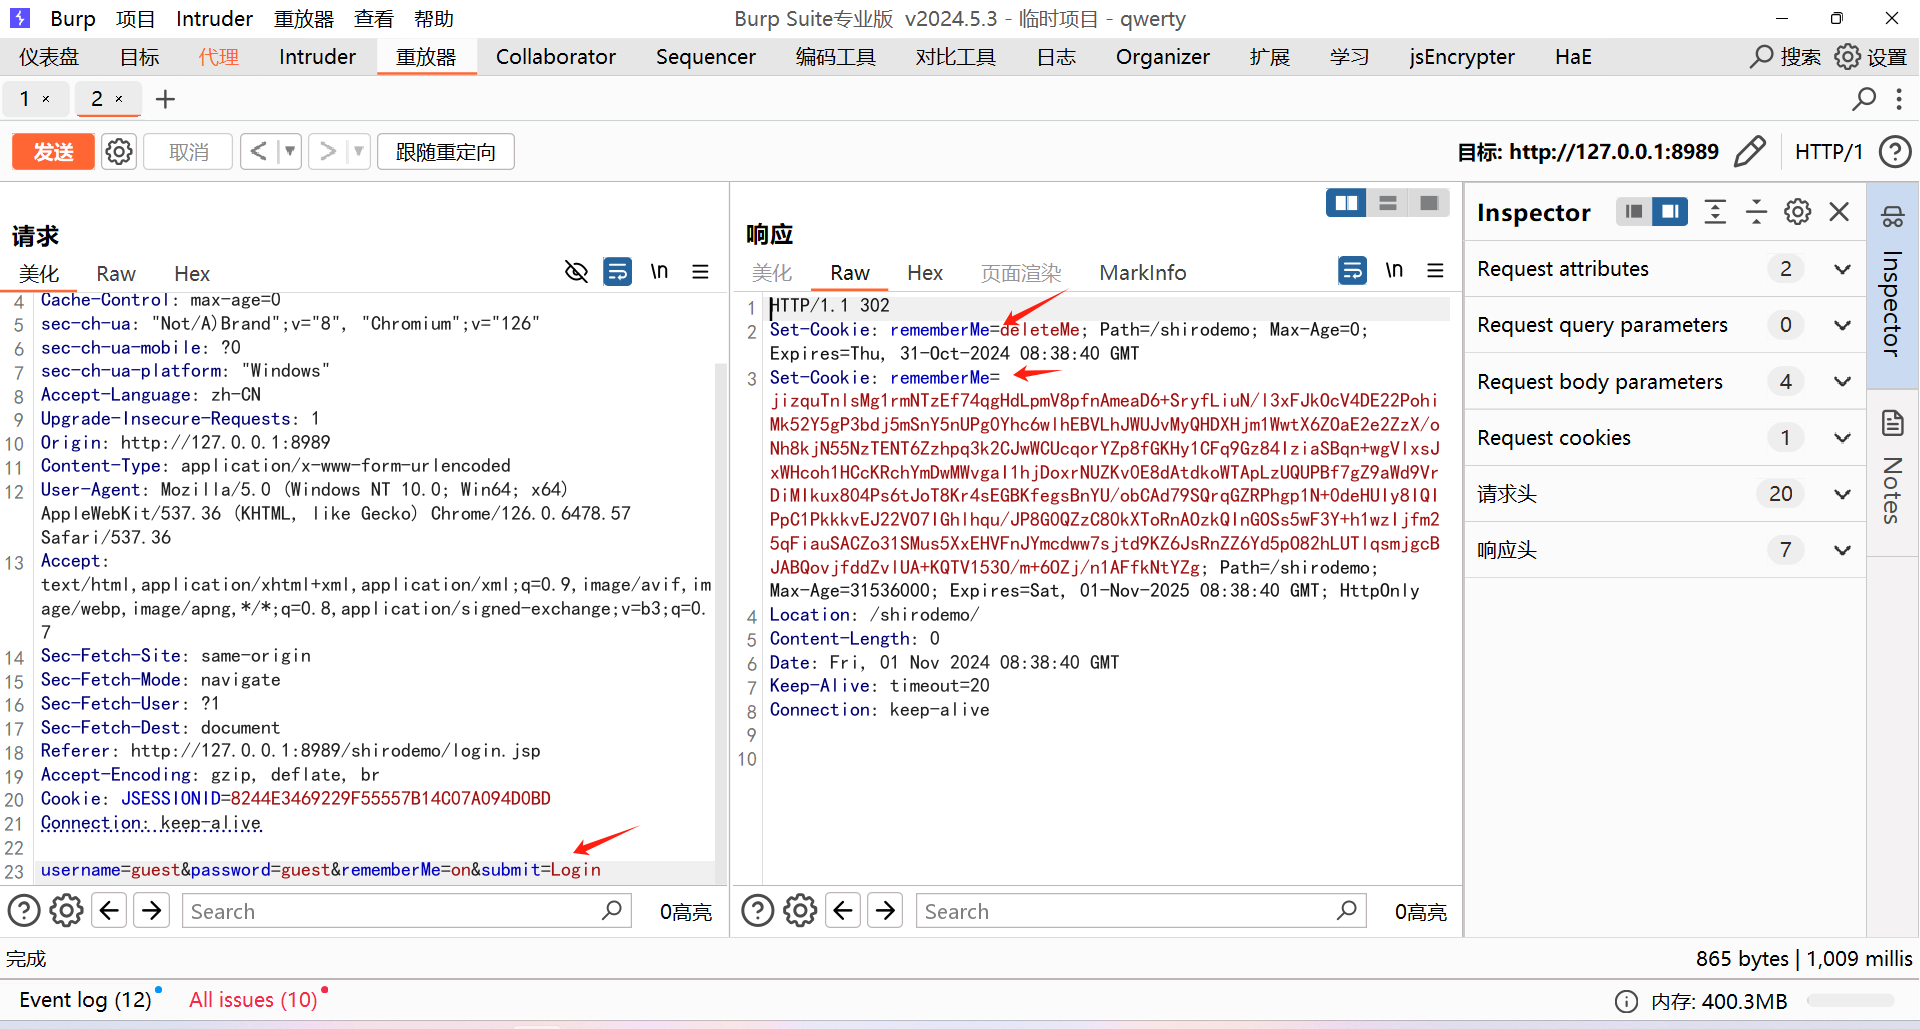 Burp 项目 Intruder 重放器 查看 帮助 Burp Suite专业版 v2024.5.3 - 临时项目 - qwerty
仪表盘 目标 代理 Intruder 重放器 Collaborator Sequencer 编码工具 对比工具 日志 Organizer 扩展 学习 jsEncrypter HaE 搜索 设置
1 × 2 × +
发送 取消 < > 跟随重定向 目标: http://127.0.0.1:8989 HTTP/1
请求
美化 Raw Hex \n
4 Cache-Control: max-age=0
5 sec-ch-ua: "Not/A)Brand";v="8", "Chromium";v="126"
6 sec-ch-ua-mobile: ?0
7 sec-ch-ua-platform: "Windows"
8 Accept-Language: zh-CN
9 Upgrade-Insecure-Requests: 1
10 Origin: http://127.0.0.1:8989
11 Content-Type: application/x-www-form-urlencoded
12 User-Agent: Mozilla/5.0 (Windows NT 10.0; Win64; x64)
AppleWebKit/537.36 (KHTML, like Gecko) Chrome/126.0.6478.57
Safari/537.36
13 Accept:
text/html,application/xhtml+xml,application/xml;q=0.9,image/avif,im
age/webp,image/apng,*/*;q=0.8,application/signed-exchange;v=b3;q=0.
7
14 Sec-Fetch-Site: same-origin
15 Sec-Fetch-Mode: navigate
16 Sec-Fetch-User: ?1
17 Sec-Fetch-Dest: document
18 Referer: http://127.0.0.1:8989/shirodemo/login.jsp
19 Accept-Encoding: gzip, deflate, br
20 Cookie: JSESSIONID=8244E3469229F55557B14C07A094D0BD
21 Connection: keep-alive
22
23 username=guest&password=guest&rememberMe=on&submit=Login
Search 0高亮
响应
美化 Raw Hex 页面渲染 MarkInfo \n
1 HTTP/1.1 302
2 Set-Cookie: rememberMe=deleteMe; Path=/shirodemo; Max-Age=0;
Expires=Thu, 31-Oct-2024 08:38:40 GMT
3 Set-Cookie: rememberMe=
jizquTnlsMg1rmNTzEf74qgHdLpmV8pfnAmeaD6+SryfLiuN/l3xFJkOcV4DE22Pohi
Mk52Y5gP3bdj5mSnY5nUPg0Yhc6wlhEBVLhJWUJvMyQHDXHjm1WwtX6ZOaE2e2ZzX/o
Nh8kjN55NzTENT6Zzhpq3k2CJwWCUcqorYZp8fGKHy1CFq9Gz84IziaSBqn+wgVlxsJ
xWHcoh1HCcKRchYmDwMWvgaI1hjDoxrNUZKv0E8dAtdkoWTApLzUQUPBf7gZ9aWd9Vr
DiMlkux804Ps6tJoT8Kr4sEGBKfegsBnYU/obCAd79SQrqGZRPhgp1N+0deHUly8IQI
PpC1PkkkvEJ22VO7IGhlhqu/JP8G0QZzC80kXToRnAOzkQInGOSs5wF3Y+h1wzIjfm2
5qFiauSACZo31SMus5XxEHVFnJYmcdww7sjtd9KZ6JsRnZZ6Yd5pO82hLUTlqsmjgcB
JABQovjfddZvlUA+KQTV153O/m+6OZj/n1AFfkNtYZg; Path=/shirodemo;
Max-Age=31536000; Expires=Sat, 01-Nov-2025 08:38:40 GMT; HttpOnly
4 Location: /shirodemo/
5 Content-Length: 0
6 Date: Fri, 01 Nov 2024 08:38:40 GMT
7 Keep-Alive: timeout=20
8 Connection: keep-alive
9
10
Search 0高亮
Inspector
Request attributes 2
Request query parameters 0
Request body parameters 4
Request cookies 1
请求头 20
响应头 7
Inspector
Notes
完成 865 bytes | 1,009 millis
Event log (12) All issues (10) 内存: 400.3MB